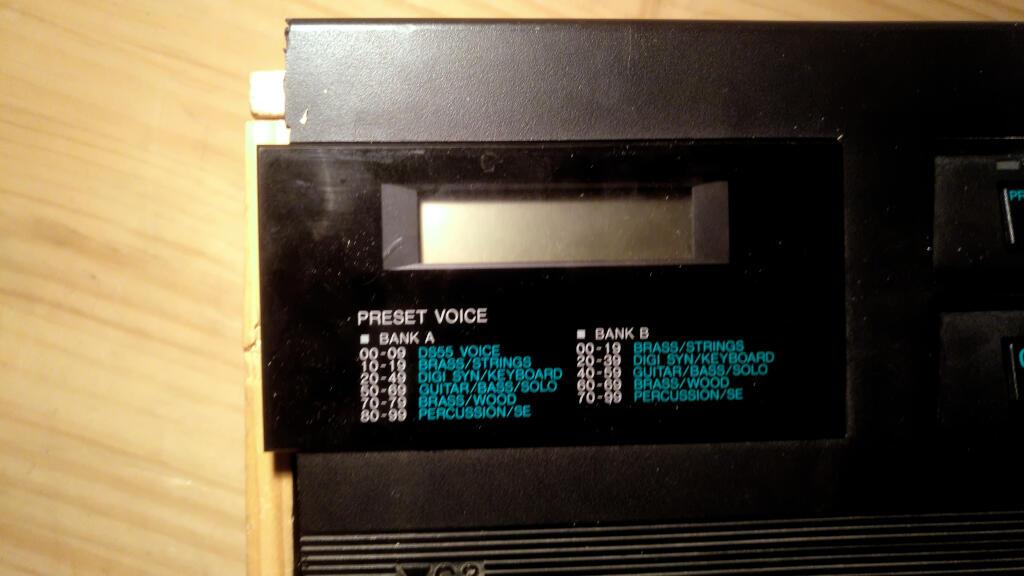 PRESET VOICE
■ BANK A
00-09 DS55 VOICE
10-19 BRASS/STRINGS
20-49 DIGI SYN/KEYBOARD
50-69 GUITAR/BASS/SOLO
70-79 BRASS/WOOD
80-99 PERCUSSION/SE
■ BANK B
00-19 BRASS/STRINGS
20-39 DIGI SYN/KEYBOARD
40-59 GUITAR/BASS/SOLO
60-69 BRASS/WOOD
70-99 PERCUSSION/SE